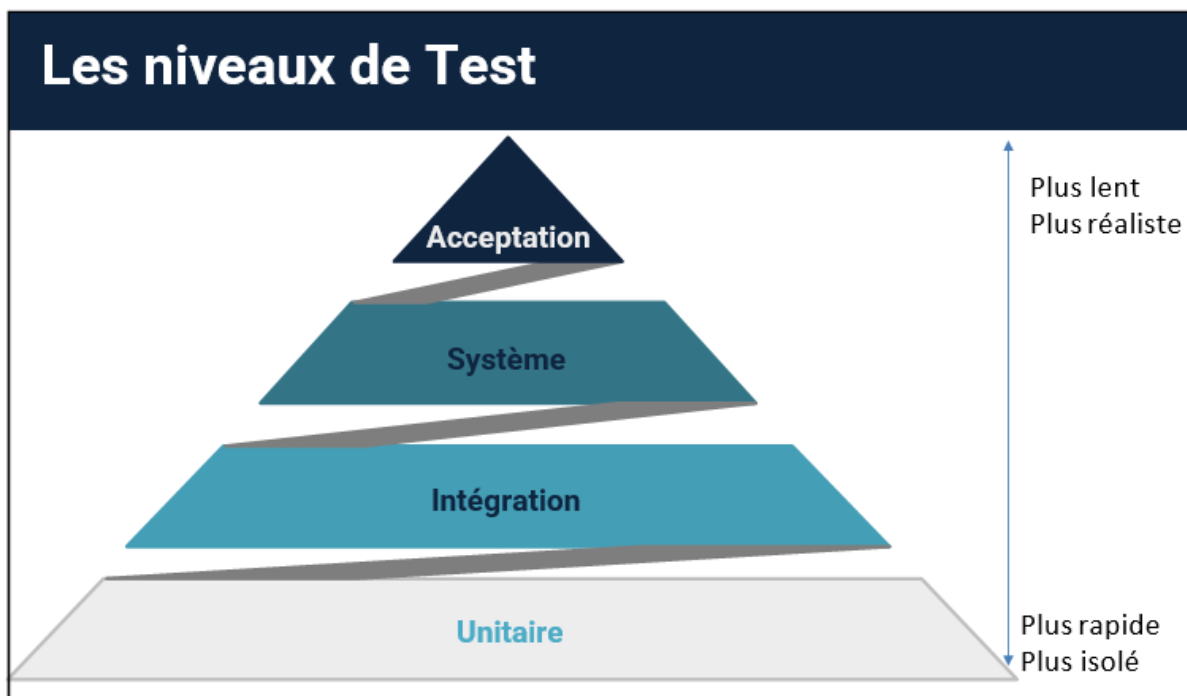 Les niveaux de Test
Plus lent
Plus réaliste
Acceptation
Système
Intégration
Unitaire
Plus rapide
Plus isolé